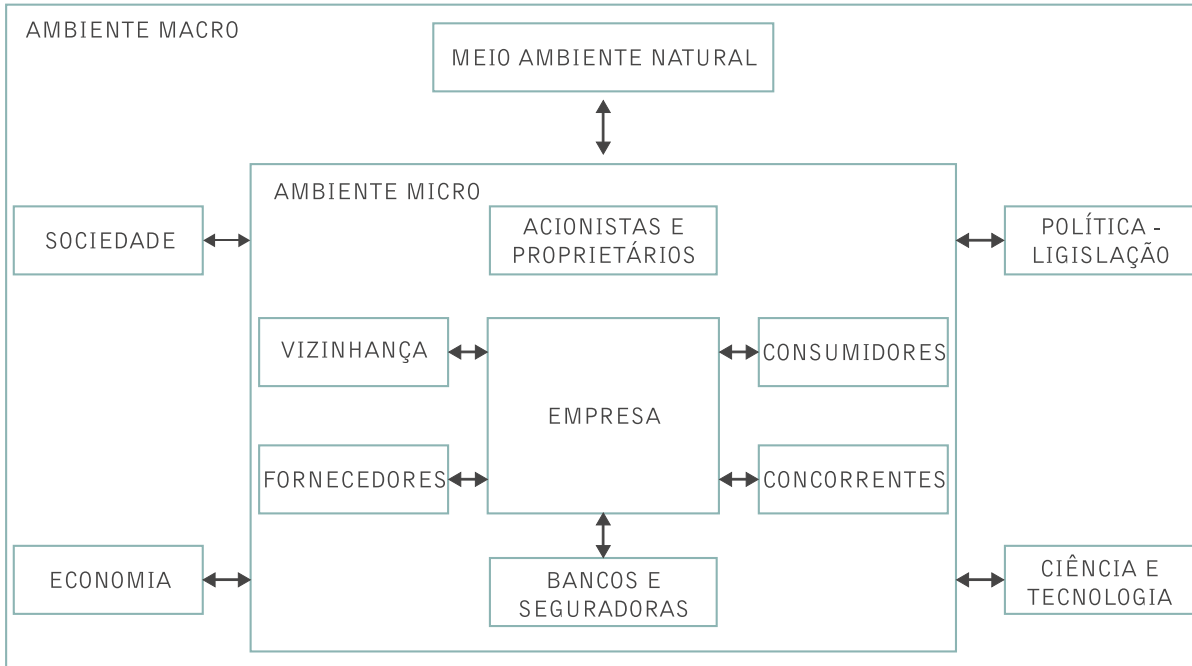 AMBIENTE MACRO
MEIO AMBIENTE NATURAL
AMBIENTE MICRO
SOCIEDADE
ACIONISTAS E
PROPRIETÁRIOS
POLÍTICA -
LIGISLAÇÃO
VIZINHANÇA
CONSUMIDORES
EMPRESA
FORNECEDORES
CONCORRENTES
ECONOMIA
BANCOS E
SEGURADORAS
CIÊNCIA E
TECNOLOGIA